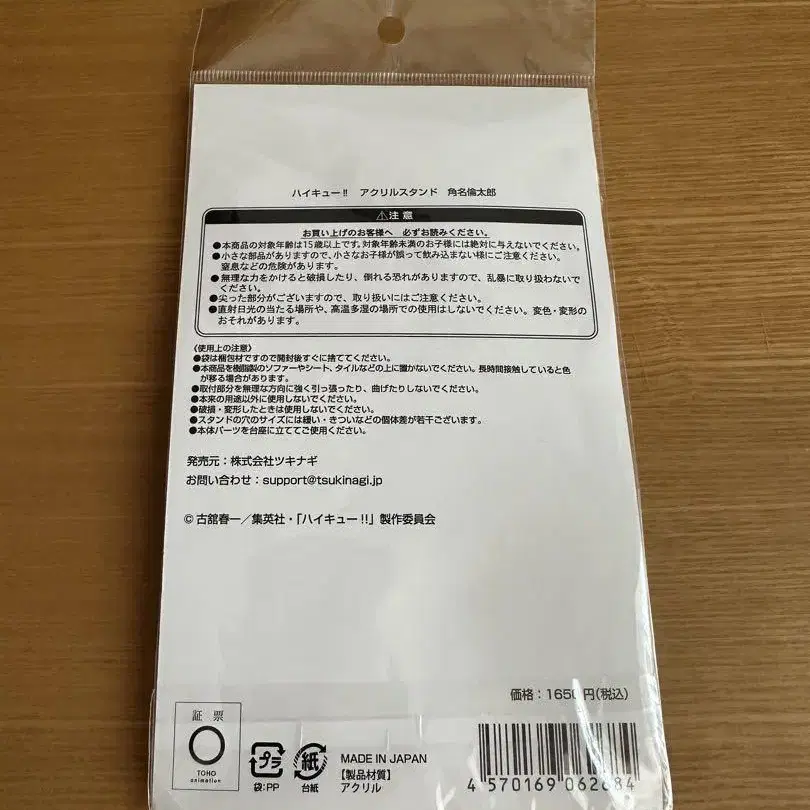 ハイキュー!! アクリルスタンド 角名倫太郎
⚠注意
お買い上げのお客様へ 必ずお読みください。
●本商品の対象年齢は15歳以上です。対象年齢未満のお子様には絶対に与えないでください。
●小さな部品がありますので、小さなお子様が誤って飲み込まない様にご注意ください。
窒息などの危険があります。
●無理な力をかけると破損したり、倒れる恐れがありますので、乱暴に取り扱わないで
ください。
●尖った部分がございますので、取り扱いにはご注意ください。
●直射日光の当たる場所や、高温多湿の場所での使用はしないでください。変色・変形の
おそれがあります。
〈使用上の注意〉
●袋は梱包材ですので開封後すぐに捨ててください。
●本商品を樹脂製のソファーやシート、タイルなどの上に置かないでください。長時間接触していると色
が移る場合があります。
●取付部分を無理な方向に強く引っ張ったり、曲げたりしないでください。
●本来の用途以外に使用しないでください。
●破損・変形したときは使用しないでください。
●スタンドの穴のサイズには緩い・きついなどの個体差が若干ございます。
●本体パーツを台座に立ててご使用ください。
発売元：株式会社ツキナギ
お問い合わせ：support@tsukinagi.jp
© 古舘春一／集英社・「ハイキュー!!」製作委員会
価格：1650円(税込)
証票
TOHO
animation
プラ
袋:PP
紙
台紙
MADE IN JAPAN
【製品材質】
アクリル
4 570169 062684